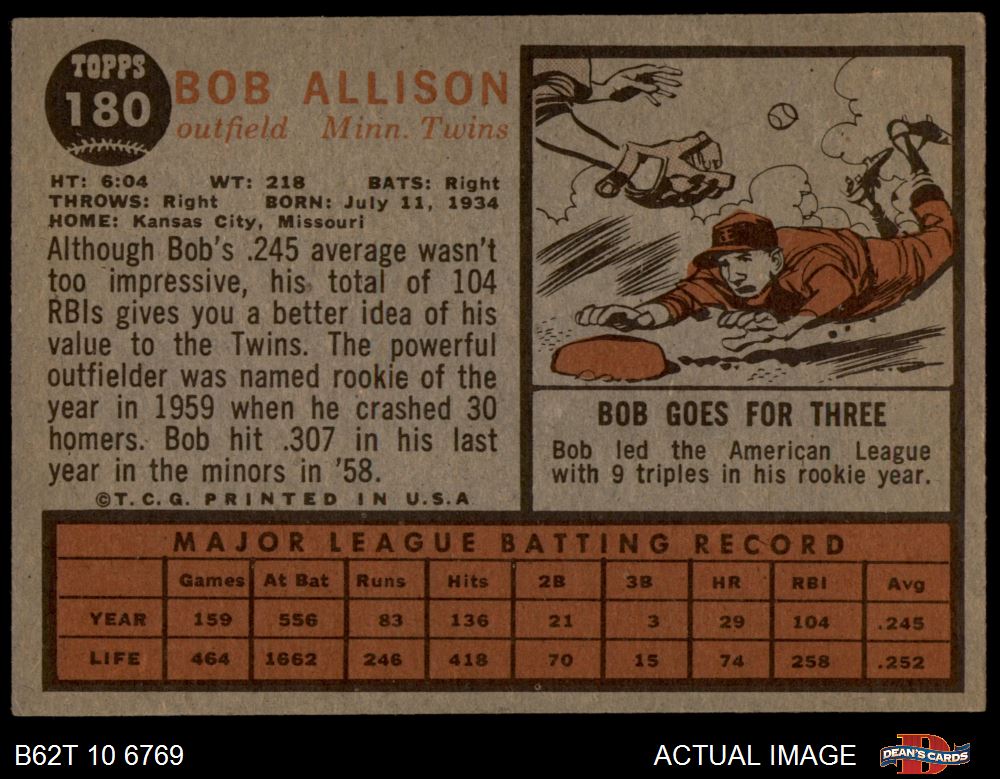 TOPPS
180
BOB ALLISON
outfield Minn. Twins
HT: 6:04 WT: 218 BATS: Right
THROWS: Right BORN: July 11, 1934
HOME: Kansas City, Missouri
Although Bob's .245 average wasn't
too impressive, his total of 104
RBIs gives you a better idea of his
value to the Twins. The powerful
outfielder was named rookie of the
year in 1959 when he crashed 30
homers. Bob hit .307 in his last
year in the minors in '58.
©T.C.G. PRINTED IN U.S.A
BOB GOES FOR THREE
Bob led the American League
with 9 triples in his rookie year.
MAJOR LEAGUE BATTING RECORD
Games At Bat Runs Hits 2B 3B HR RBI Avg
YEAR 159 556 83 136 21 3 29 104 .245
LIFE 464 1662 246 418 70 15 74 258 .252
B62T 10 6769 ACTUAL IMAGE DEAN'S CARDS